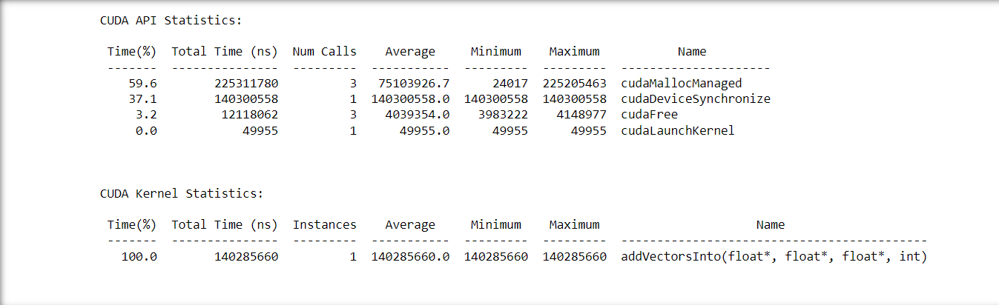 CUDA API Statistics:
Time(%) Total Time (ns) Num Calls Average Minimum Maximum Name
------- --------------- --------- ----------- --------- --------- ---------------------
59.6 225311780 3 75103926.7 24017 225205463 cudaMallocManaged
37.1 140300558 1 140300558.0 140300558 140300558 cudaDeviceSynchronize
3.2 12118062 3 4039354.0 3983222 4148977 cudaFree
0.0 49955 1 49955.0 49955 49955 cudaLaunchKernel
CUDA Kernel Statistics:
Time(%) Total Time (ns) Instances Average Minimum Maximum Name
------- --------------- --------- ----------- --------- --------- -------------------------------------------
100.0 140285660 1 140285660.0 140285660 140285660 addVectorsInto(float*, float*, float*, int)